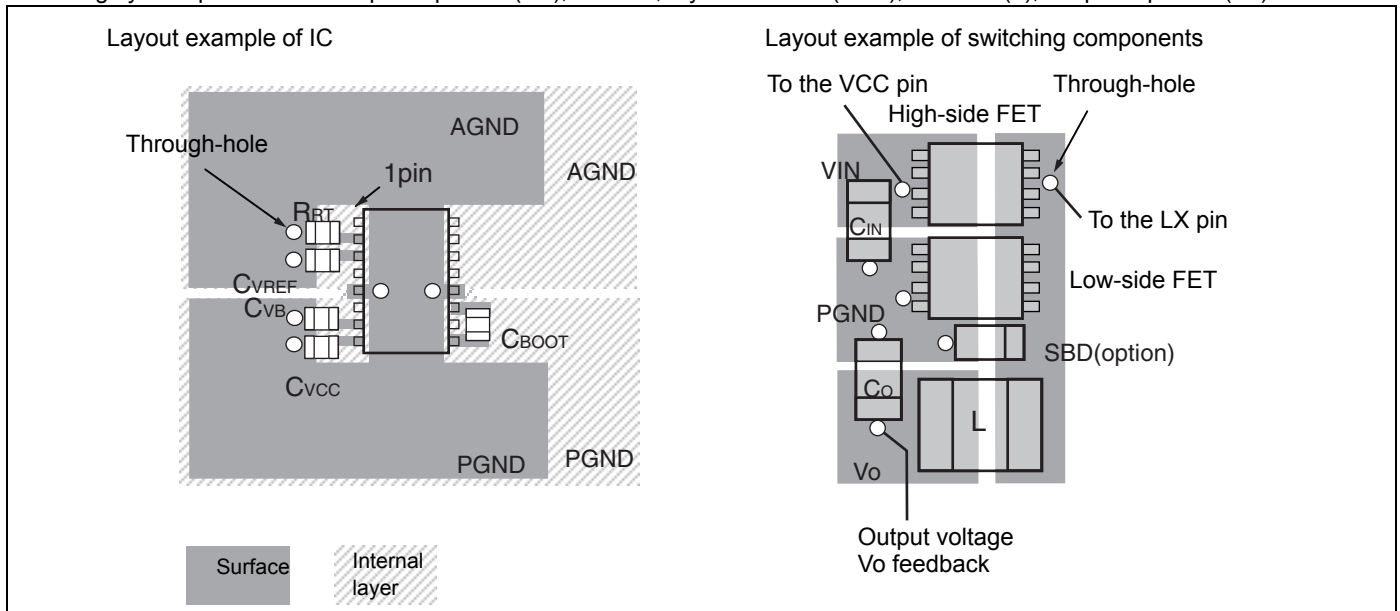 Layout example of IC
Through-hole
AGND
AGND
1pin
RRT
CVREF
CVB
CVCC
CBOOT
PGND
PGND
Surface
Internal
layer
Layout example of switching components
To the VCC pin
Through-hole
High-side FET
VIN
CIN
To the LX pin
Low-side FET
PGND
SBD(option)
Co
L
Vo
Output voltage
Vo feedback